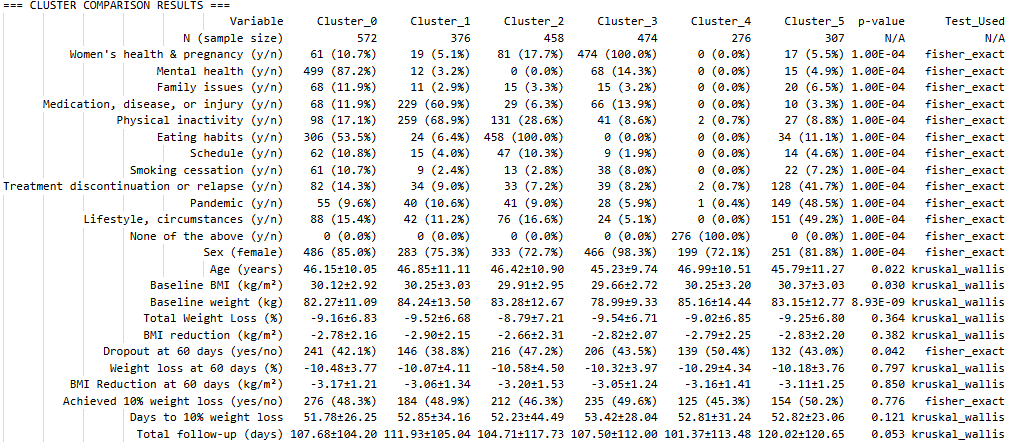 === CLUSTER COMPARISON RESULTS ===
Variable Cluster_0 Cluster_1 Cluster_2 Cluster_3 Cluster_4 Cluster_5 p-value Test_Used
N (sample size) 572 376 458 474 276 307 N/A N/A
Women's health & pregnancy (y/n) 61 (10.7%) 19 (5.1%) 81 (17.7%) 474 (100.0%) 0 (0.0%) 17 (5.5%) 1.00E-04 fisher_exact
Mental health (y/n) 499 (87.2%) 12 (3.2%) 0 (0.0%) 68 (14.3%) 0 (0.0%) 15 (4.9%) 1.00E-04 fisher_exact
Family issues (y/n) 68 (11.9%) 11 (2.9%) 15 (3.3%) 15 (3.2%) 0 (0.0%) 20 (6.5%) 1.00E-04 fisher_exact
Medication, disease, or injury (y/n) 68 (11.9%) 229 (60.9%) 29 (6.3%) 66 (13.9%) 0 (0.0%) 10 (3.3%) 1.00E-04 fisher_exact
Physical inactivity (y/n) 98 (17.1%) 259 (68.9%) 131 (28.6%) 41 (8.6%) 2 (0.7%) 27 (8.8%) 1.00E-04 fisher_exact
Eating habits (y/n) 306 (53.5%) 24 (6.4%) 458 (100.0%) 0 (0.0%) 0 (0.0%) 34 (11.1%) 1.00E-04 fisher_exact
Schedule (y/n) 62 (10.8%) 15 (4.0%) 47 (10.3%) 9 (1.9%) 0 (0.0%) 14 (4.6%) 1.00E-04 fisher_exact
Smoking cessation (y/n) 61 (10.7%) 9 (2.4%) 13 (2.8%) 38 (8.0%) 0 (0.0%) 22 (7.2%) 1.00E-04 fisher_exact
Treatment discontinuation or relapse (y/n) 82 (14.3%) 34 (9.0%) 33 (7.2%) 39 (8.2%) 2 (0.7%) 128 (41.7%) 1.00E-04 fisher_exact
Pandemic (y/n) 55 (9.6%) 40 (10.6%) 41 (9.0%) 28 (5.9%) 1 (0.4%) 149 (48.5%) 1.00E-04 fisher_exact
Lifestyle, circumstances (y/n) 88 (15.4%) 42 (11.2%) 76 (16.6%) 24 (5.1%) 0 (0.0%) 151 (49.2%) 1.00E-04 fisher_exact
None of the above (y/n) 0 (0.0%) 0 (0.0%) 0 (0.0%) 0 (0.0%) 276 (100.0%) 0 (0.0%) 1.00E-04 fisher_exact
Sex (female) 486 (85.0%) 283 (75.3%) 333 (72.7%) 466 (98.3%) 199 (72.1%) 251 (81.8%) 1.00E-04 fisher_exact
Age (years) 46.15±10.05 46.85±11.11 46.42±10.90 45.23±9.74 46.99±10.51 45.79±11.27 0.022 kruskal_wallis
Baseline BMI (kg/m²) 30.12±2.92 30.25±3.03 29.91±2.95 29.66±2.72 30.25±3.20 30.37±3.03 0.030 kruskal_wallis
Baseline weight (kg) 82.27±11.09 84.24±13.50 83.28±12.67 78.99±9.33 85.16±14.44 83.15±12.77 8.93E-09 kruskal_wallis
Total Weight Loss (%) -9.16±6.83 -9.52±6.68 -8.79±7.21 -9.54±6.71 -9.02±6.85 -9.25±6.80 0.364 kruskal_wallis
BMI reduction (kg/m²) -2.78±2.16 -2.90±2.15 -2.66±2.31 -2.82±2.07 -2.79±2.25 -2.83±2.20 0.382 kruskal_wallis
Dropout at 60 days (yes/no) 241 (42.1%) 146 (38.8%) 216 (47.2%) 206 (43.5%) 139 (50.4%) 132 (43.0%) 0.042 fisher_exact
Weight loss at 60 days (%) -10.48±3.77 -10.07±4.11 -10.58±4.50 -10.32±3.97 -10.29±4.34 -10.18±3.76 0.797 kruskal_wallis
BMI Reduction at 60 days (kg/m²) -3.17±1.21 -3.06±1.34 -3.20±1.53 -3.05±1.24 -3.16±1.41 -3.11±1.25 0.850 kruskal_wallis
Achieved 10% weight loss (yes/no) 276 (48.3%) 184 (48.9%) 212 (46.3%) 235 (49.6%) 125 (45.3%) 154 (50.2%) 0.776 fisher_exact
Days to 10% weight loss 51.78±26.25 52.85±34.16 52.23±44.49 53.42±28.04 52.81±31.24 52.82±23.06 0.121 kruskal_wallis
Total follow-up (days) 107.68±104.20 111.93±105.04 104.71±117.73 107.50±112.00 101.37±113.48 120.02±120.65 0.053 kruskal_wallis